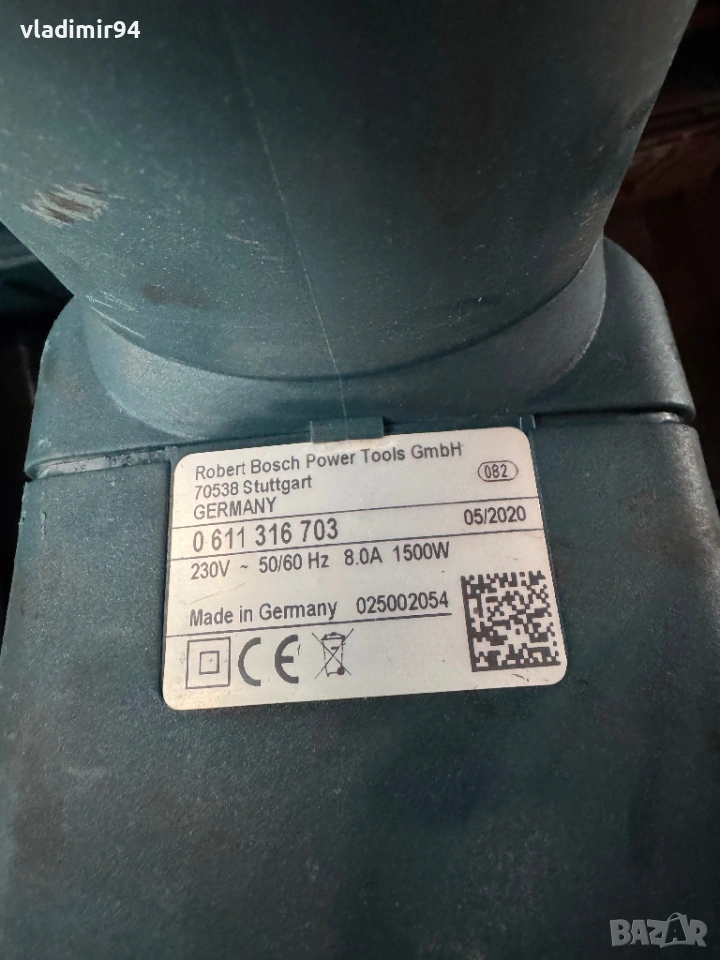 vladimir94
Robert Bosch Power Tools GmbH
70538 Stuttgart
GERMANY
082
0 611 316 703 05/2020
230V ~ 50/60 Hz 8.0A 1500W
Made in Germany 025002054
CE
BAZAR